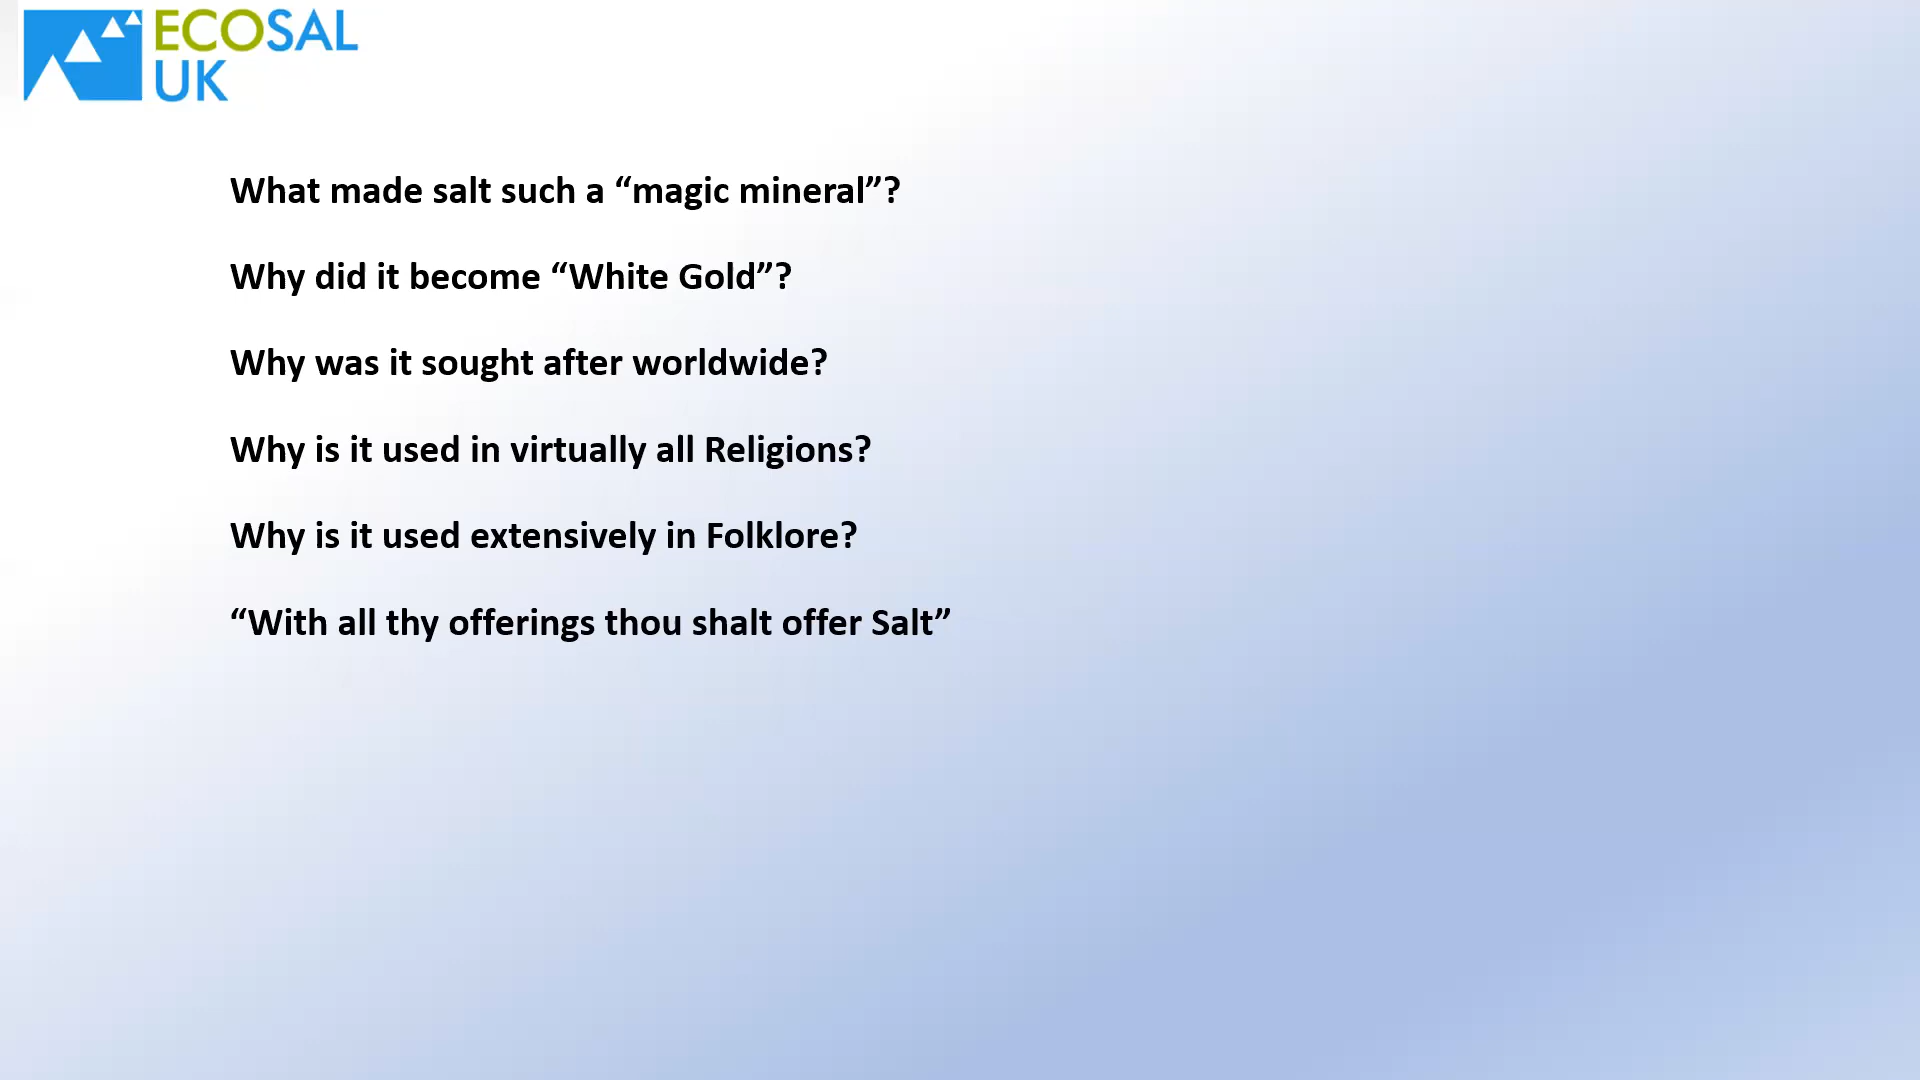 ECOSAL
UK
What made salt such a “magic mineral”?
Why did it become “White Gold”?
Why was it sought after worldwide?
Why is it used in virtually all Religions?
Why is it used extensively in Folklore?
“With all thy offerings thou shalt offer Salt”